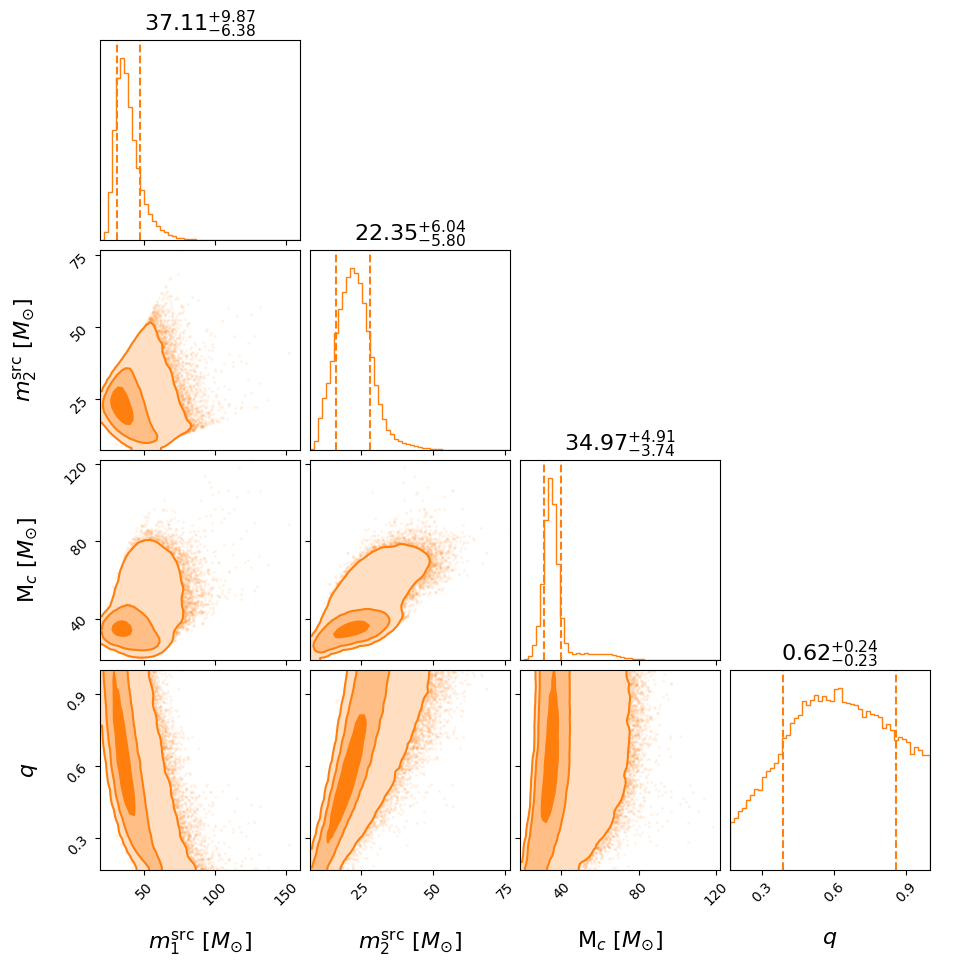 37.11+9.87−6.38
22.35+6.04−5.80
75
50
25
m2src [M⊙]
34.97+4.91−3.74
120
80
40
Mc [M⊙]
0.62+0.24−0.23
0.9
0.6
0.3
q
50 100 150 25 50 75 40 80 120 0.3 0.6 0.9
m1src [M⊙] m2src [M⊙] Mc [M⊙] q